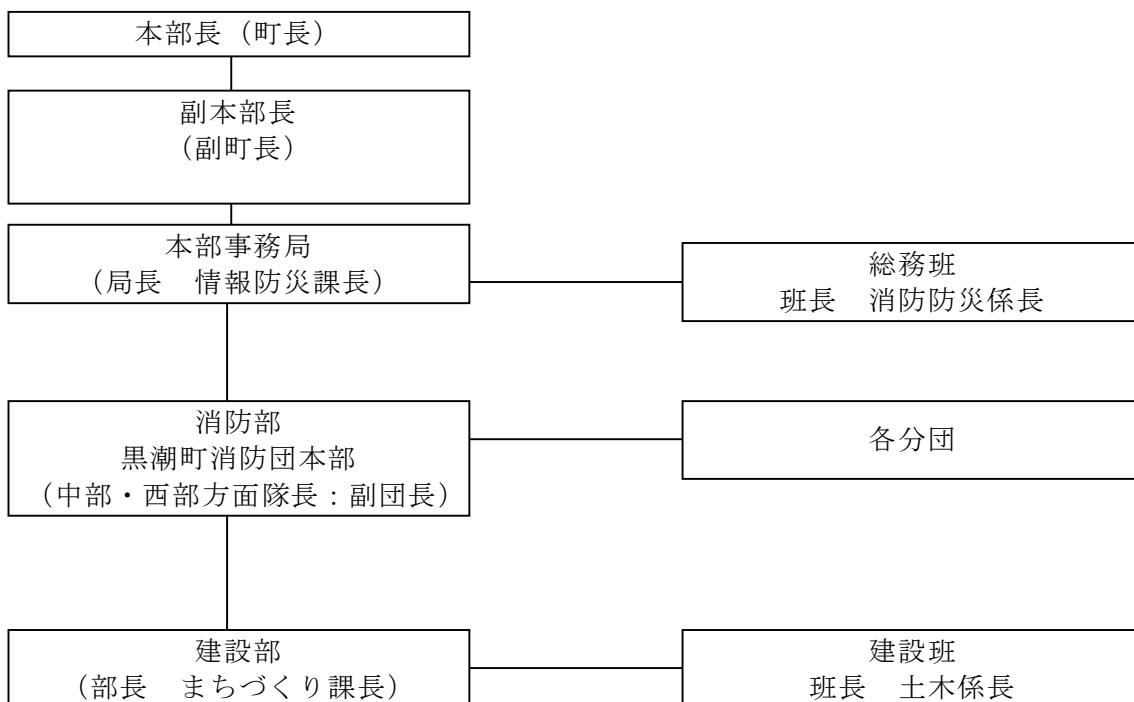 本部長（町長）
副本部長
（副町長）
本部事務局
（局長　情報防災課長）
総務班
班長　消防防災係長
消防部
黒潮町消防団本部
（中部・西部方面隊長：副団長）
各分団
建設部
（部長　まちづくり課長）
建設班
班長　土木係長